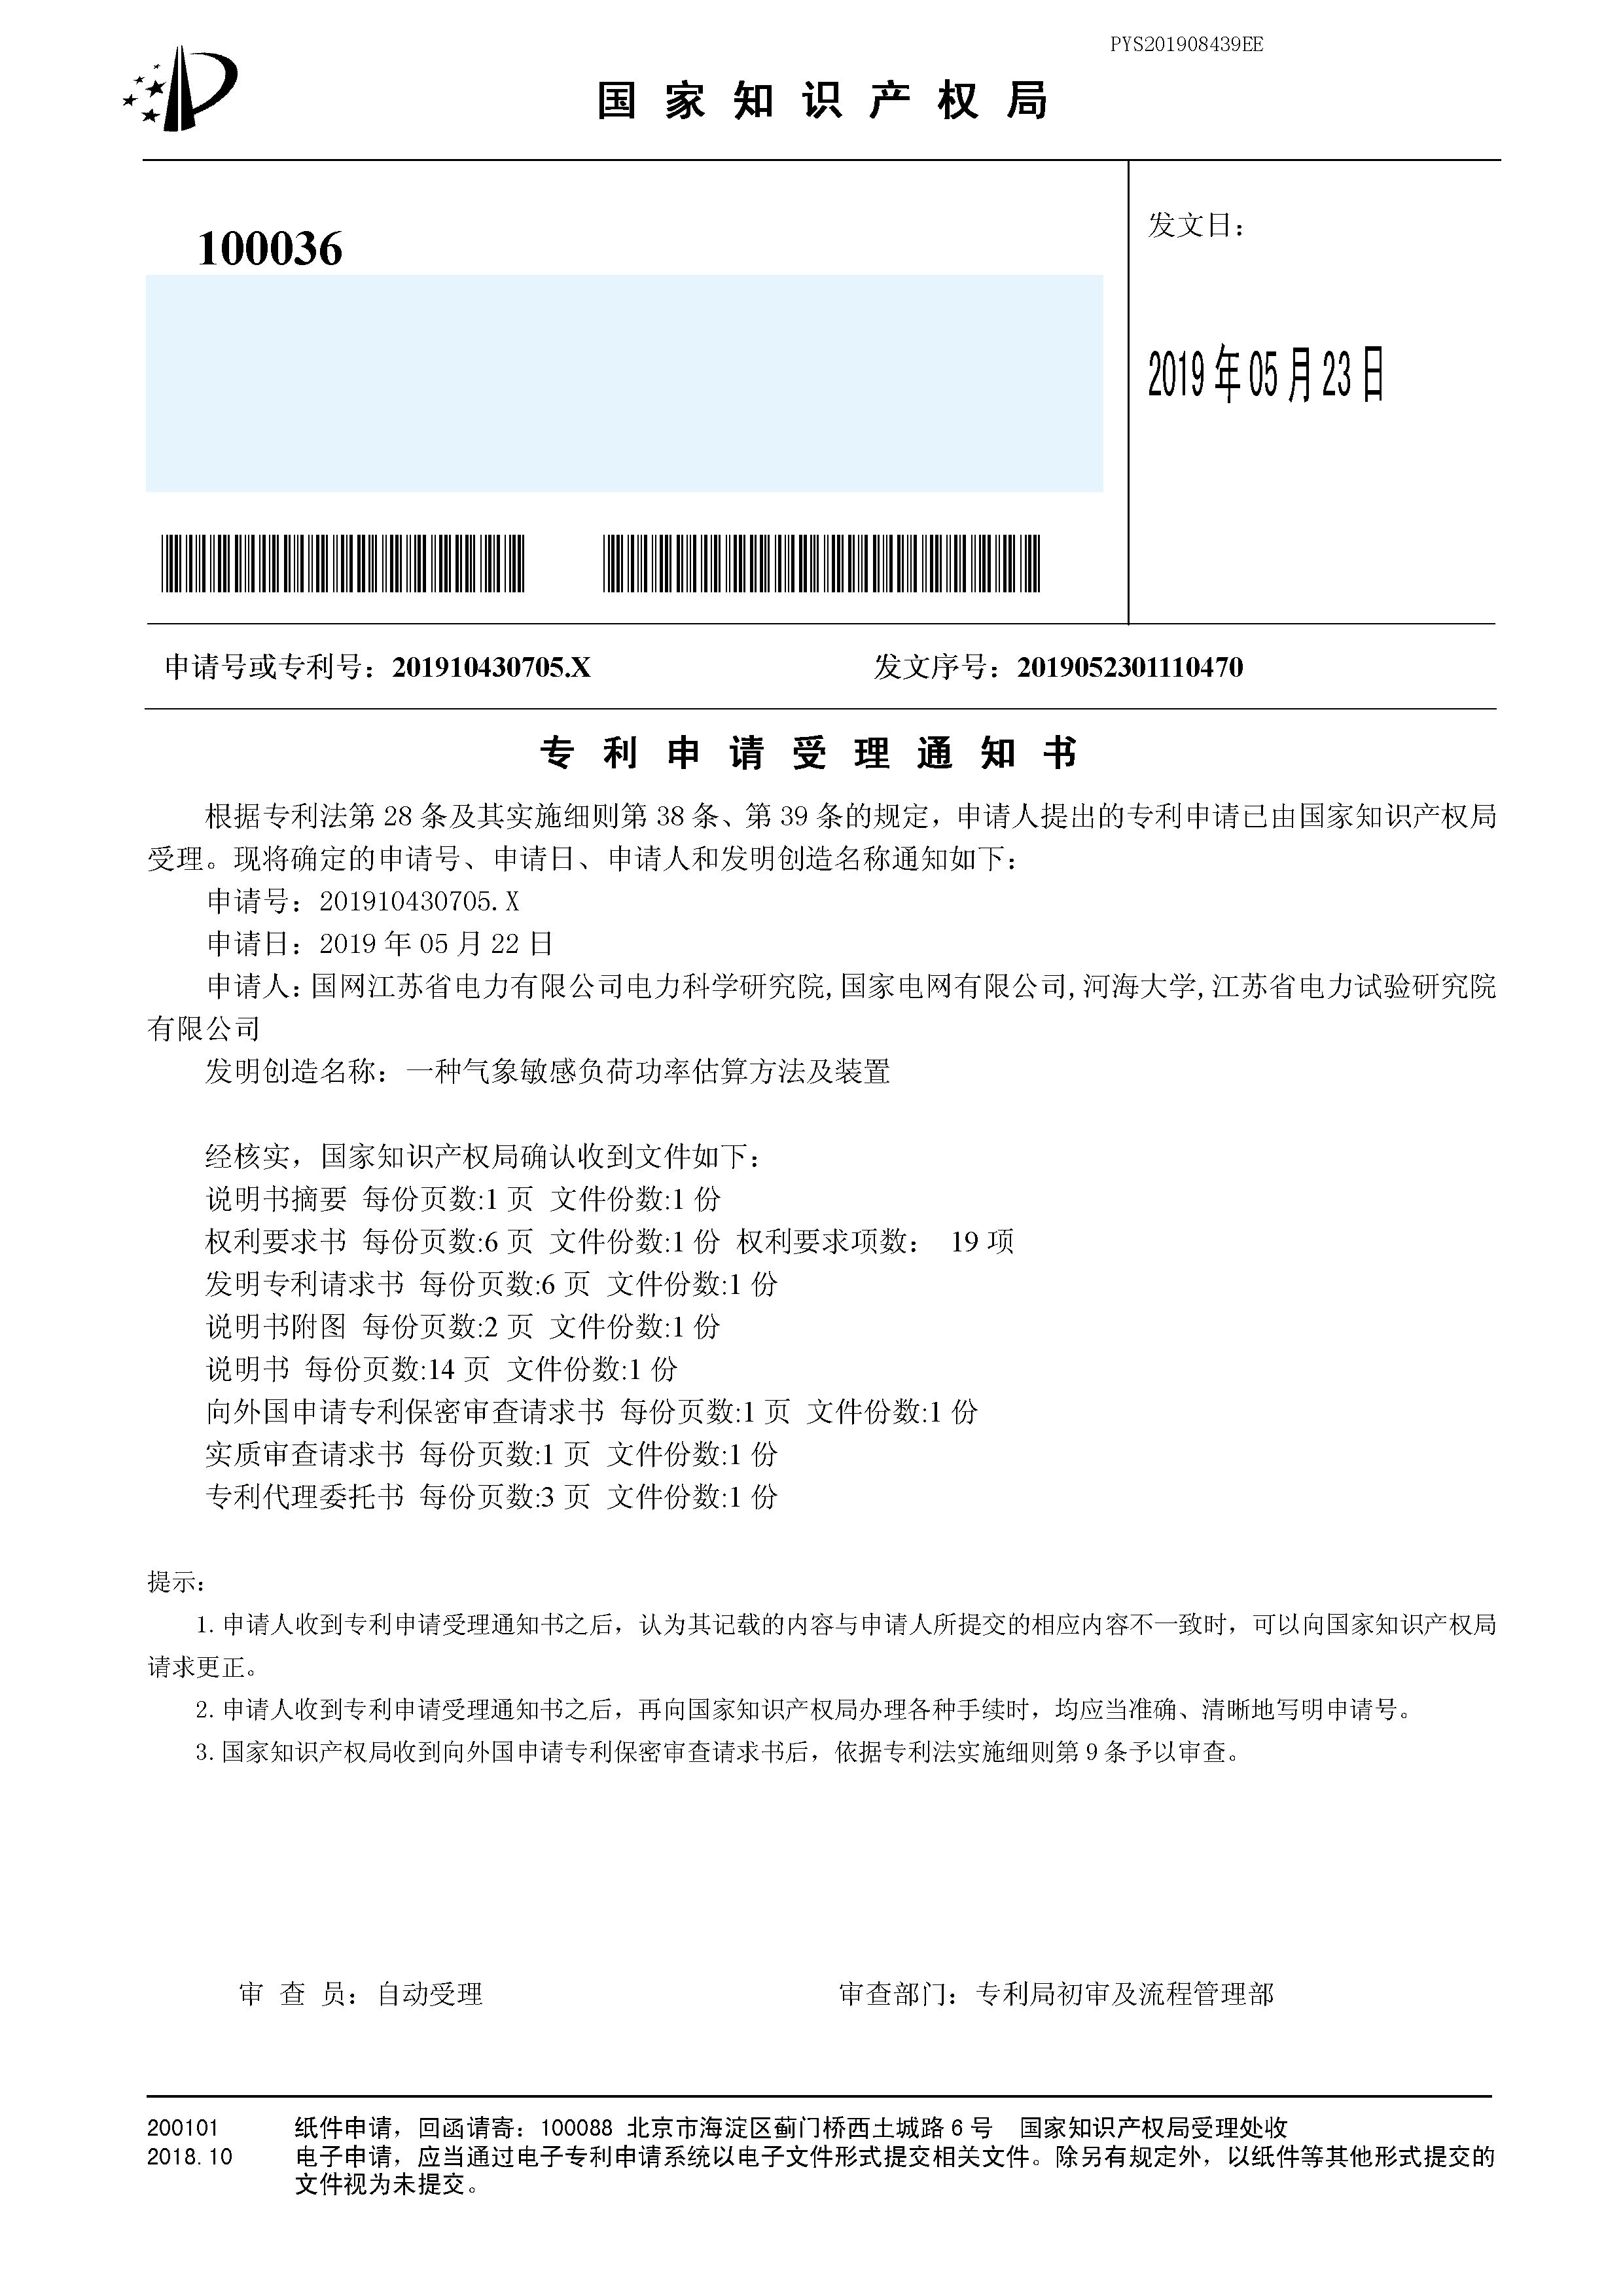 PYS201908439EE
国家知识产权局
100036
发文日：
2019年05月23日
申请号或专利号：201910430705.X 发文序号：2019052301110470
专利申请受理通知书
根据专利法第 28 条及其实施细则第 38 条、第 39 条的规定，申请人提出的专利申请已由国家知识产权局
受理。现将确定的申请号、申请日、申请人和发明创造名称通知如下：
申请号：201910430705.X
申请日：2019 年 05 月 22 日
申请人：国网江苏省电力有限公司电力科学研究院,国家电网有限公司,河海大学,江苏省电力试验研究院
有限公司
发明创造名称：一种气象敏感负荷功率估算方法及装置
经核实，国家知识产权局确认收到文件如下：
说明书摘要 每份页数:1 页 文件份数:1 份
权利要求书 每份页数:6 页 文件份数:1 份 权利要求项数： 19 项
发明专利请求书 每份页数:6 页 文件份数:1 份
说明书附图 每份页数:2 页 文件份数:1 份
说明书 每份页数:14 页 文件份数:1 份
向外国申请专利保密审查请求书 每份页数:1 页 文件份数:1 份
实质审查请求书 每份页数:1 页 文件份数:1 份
专利代理委托书 每份页数:3 页 文件份数:1 份
提示：
1. 申请人收到专利申请受理通知书之后，认为其记载的内容与申请人所提交的相应内容不一致时，可以向国家知识产权局
请求更正。
2. 申请人收到专利申请受理通知书之后，再向国家知识产权局办理各种手续时，均应当准确、清晰地写明申请号。
3. 国家知识产权局收到向外国申请专利保密审查请求书后，依据专利法实施细则第 9 条予以审查。
审 查 员：自动受理 审查部门：专利局初审及流程管理部
200101 纸件申请，回函请寄：100088 北京市海淀区蓟门桥西土城路 6 号 国家知识产权局受理处收
2018.10 电子申请，应当通过电子专利申请系统以电子文件形式提交相关文件。除另有规定外，以纸件等其他形式提交的
文件视为未提交。